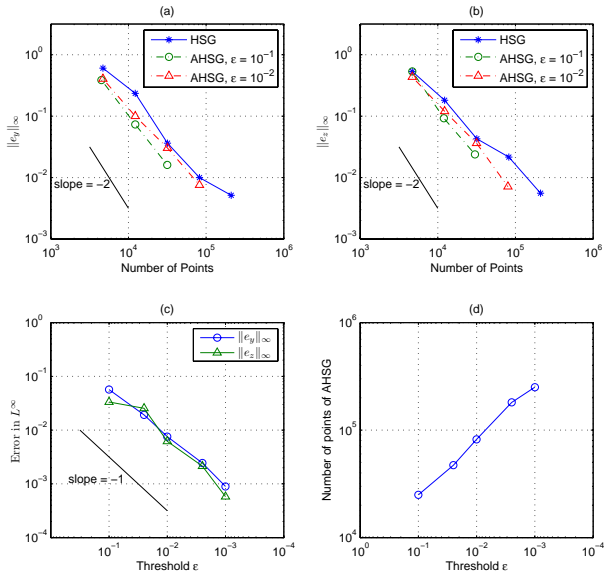 (a)
HSG
AHSG, ε = 10⁻¹
AHSG, ε = 10⁻²
10⁰
10⁻¹
10⁻²
10⁻³
‖e_y‖_∞
slope = −2
10³ 10⁴ 10⁵ 10⁶
Number of Points
(b)
HSG
AHSG, ε = 10⁻¹
AHSG, ε = 10⁻²
10⁰
10⁻¹
10⁻²
10⁻³
‖e_z‖_∞
slope = −2
10³ 10⁴ 10⁵ 10⁶
Number of Points
(c)
‖e_y‖_∞
‖e_z‖_∞
10⁰
10⁻¹
10⁻²
10⁻³
10⁻⁴
Error in L^∞
slope = −1
10⁻¹ 10⁻² 10⁻³ 10⁻⁴
Threshold ε
(d)
10⁶
10⁵
10⁴
Number of points of AHSG
10⁰ 10⁻¹ 10⁻² 10⁻³ 10⁻⁴
Threshold ε